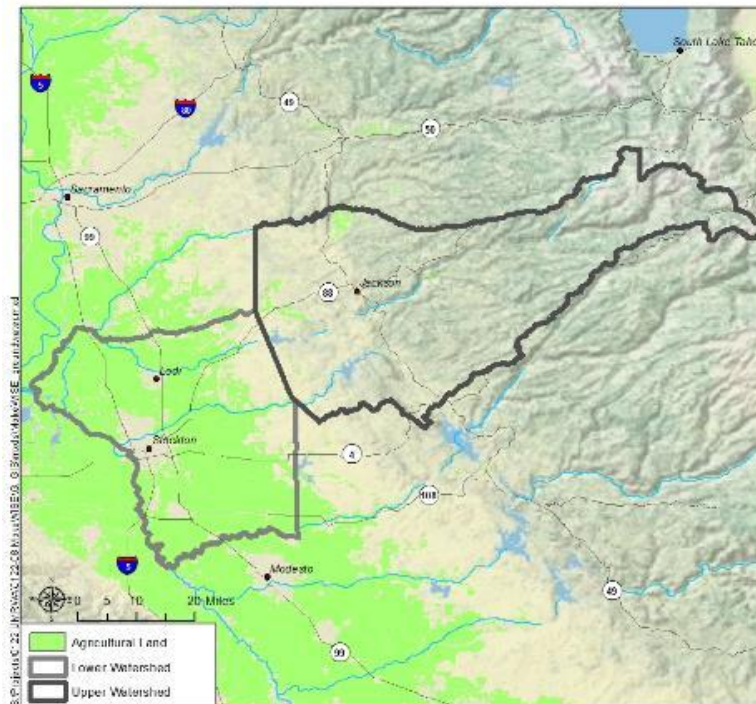 South Lake Taho
5
80
49
50
Sacramento
99
Jackson
88
Lodi
Stockton
4
108
5
Modesto
49
99
0 5 10 20 Miles
Agricultural Land
Lower Watershed
Upper Watershed